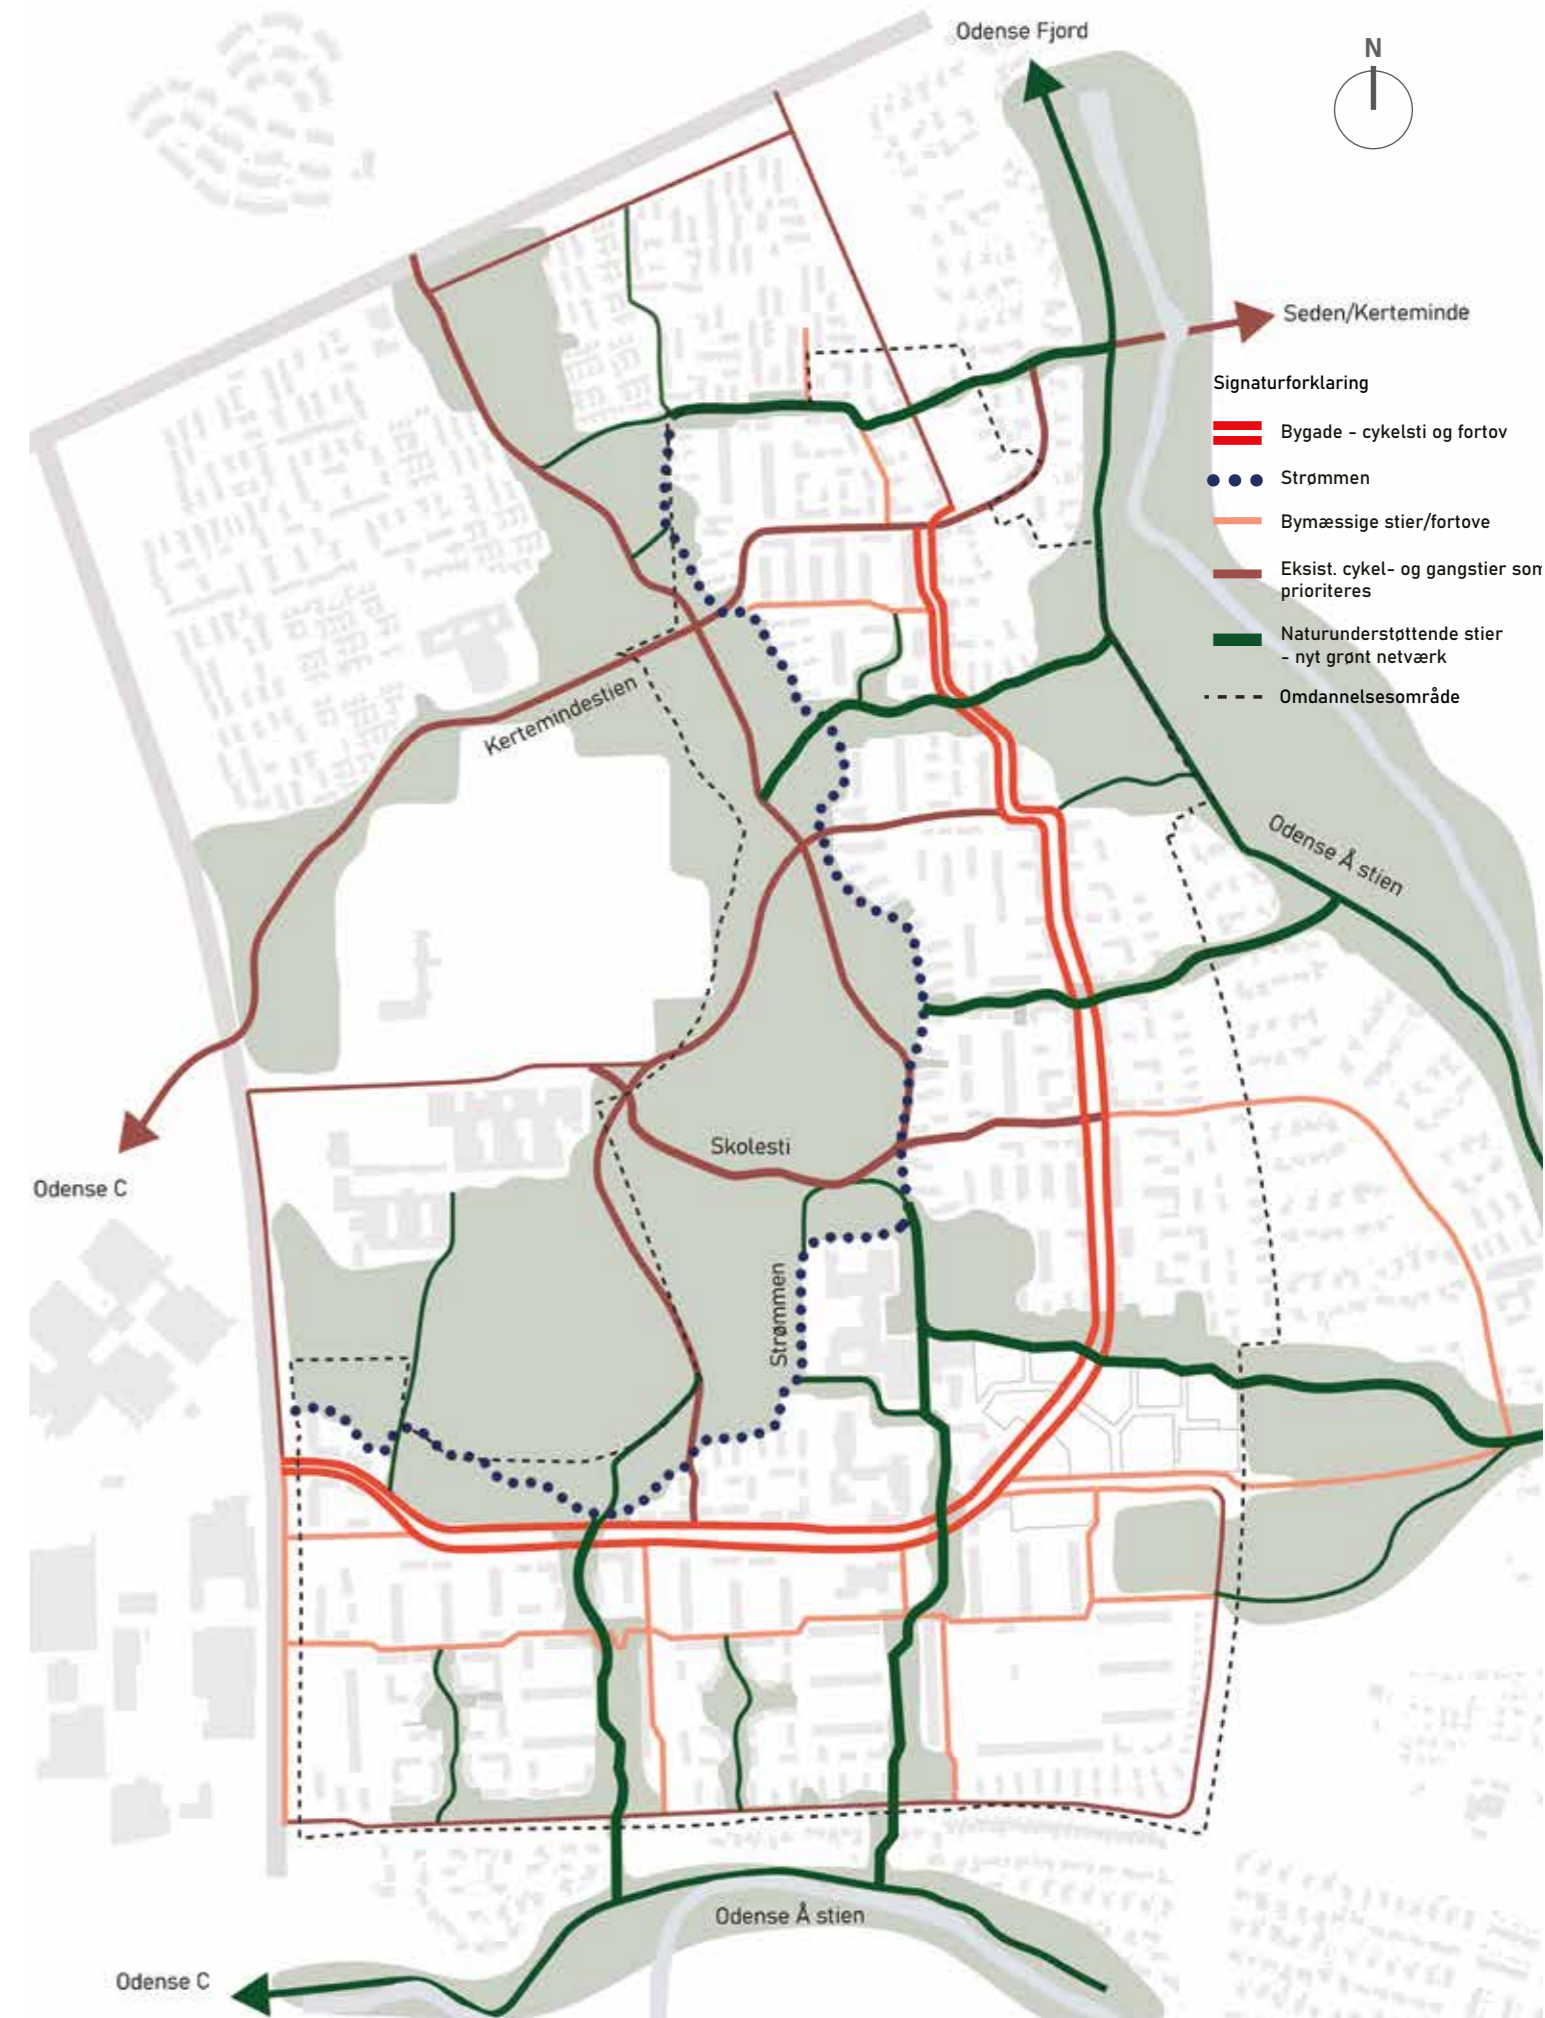 Odense Fjord
N
Seden/Kerteminde
Signaturforklaring
Bygade - cykelsti og fortov
Strømmen
Bymæssige stier/fortove
Eksist. cykel- og gangstier som
prioriteres
Naturunderstøttende stier
- nyt grønt netværk
Omdannelsesområde
Kertemindestien
Odense Å stien
Skolesti
Odense C
Strømmen
Odense Å stien
Odense C